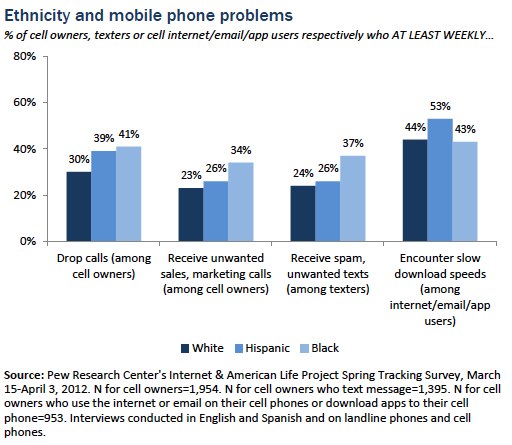 Ethnicity and mobile phone problems
% of cell owners, texters or cell internet/email/app users respectively who AT LEAST WEEKLY…
80%
60%
40%
20%
0%
30%
39%
41%
23%
26%
34%
24%
26%
37%
44%
53%
43%
Drop calls (among
cell owners)
Receive unwanted
sales, marketing calls
(among cell owners)
Receive spam,
unwanted texts
(among texters)
Encounter slow
download speeds
(among
internet/email/app
users)
White
Hispanic
Black
Source: Pew Research Center's Internet & American Life Project Spring Tracking Survey, March
15-April 3, 2012. N for cell owners=1,954. N for cell owners who text message=1,395. N for cell
owners who use the internet or email on their cell phones or download apps to their cell
phone=953. Interviews conducted in English and Spanish and on landline phones and cell
phones.